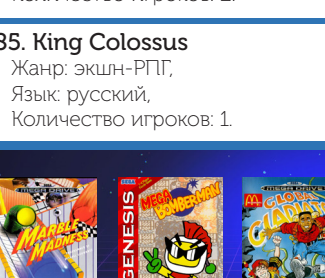 35. King Colossus
Жанр: экшн-РПГ,
Язык: русский,
Количество игроков: 1.
MEGA DRIVE
MARBLE MADNESS
GENESIS
SEGA
MEGA BOMBERMAN
MEGA DRIVE
GLOBAL GLADIATORS